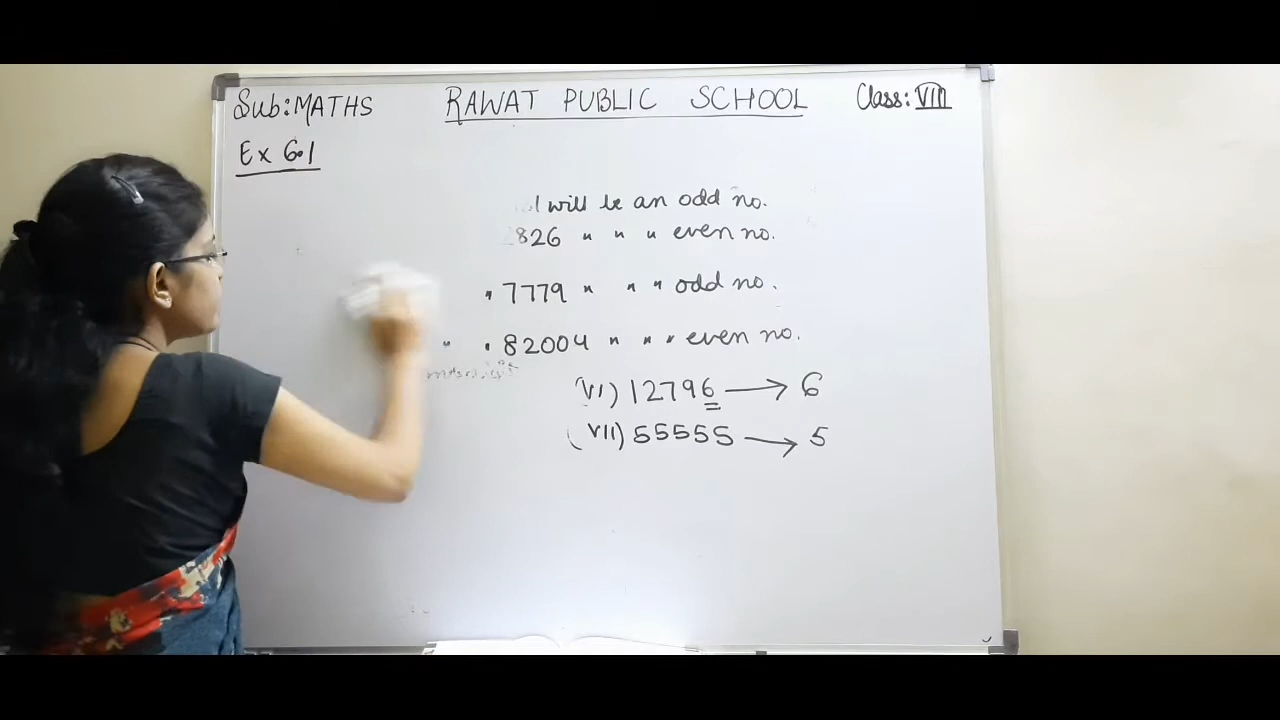 Sub: MATHS RAWAT PUBLIC SCHOOL Class: VIII
Ex 6.1
will be an odd no.
826 " " " even no.
" 7779 " " " odd no.
" " 82004 " " " even no.
(VI) 12796 → 6
(VII) 55555 → 5